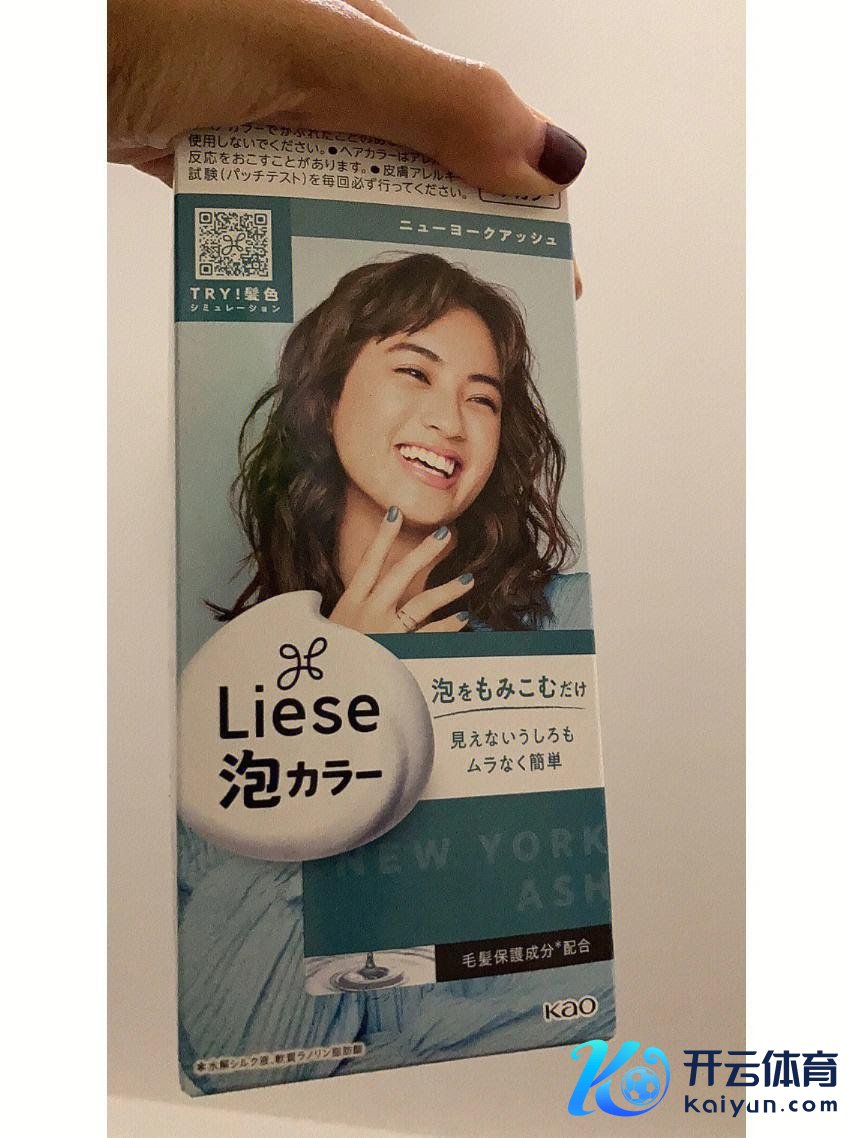 使用しないでください。●ヘアカラーはアレル
反応をおこすことがあります。●皮膚アレルギー
試験(パッチテスト)を毎回必ず行ってください。
ニューヨークアッシュ
TRY!髪色
シミュレーション
Liese
泡カラー
泡をもみこむだけ
見えないうしろも
ムラなく簡単
NEW YORK
ASH
毛髪保護成分*配合
Kao
*水解シルク液、軟質ラノリン脂肪酸
开云体育
kaiyun.com